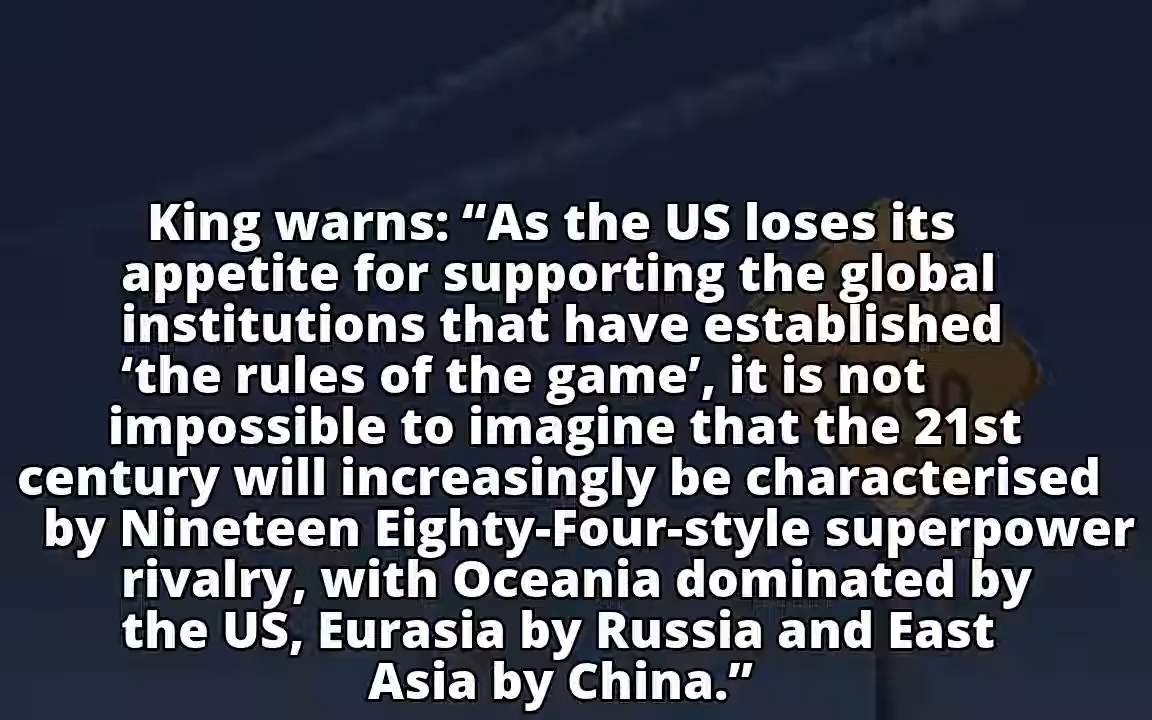 King warns: “As the US loses its
appetite for supporting the global
institutions that have established
‘the rules of the game’, it is not
impossible to imagine that the 21st
century will increasingly be characterised
by Nineteen Eighty-Four-style superpower
rivalry, with Oceania dominated by
the US, Eurasia by Russia and East
Asia by China.”